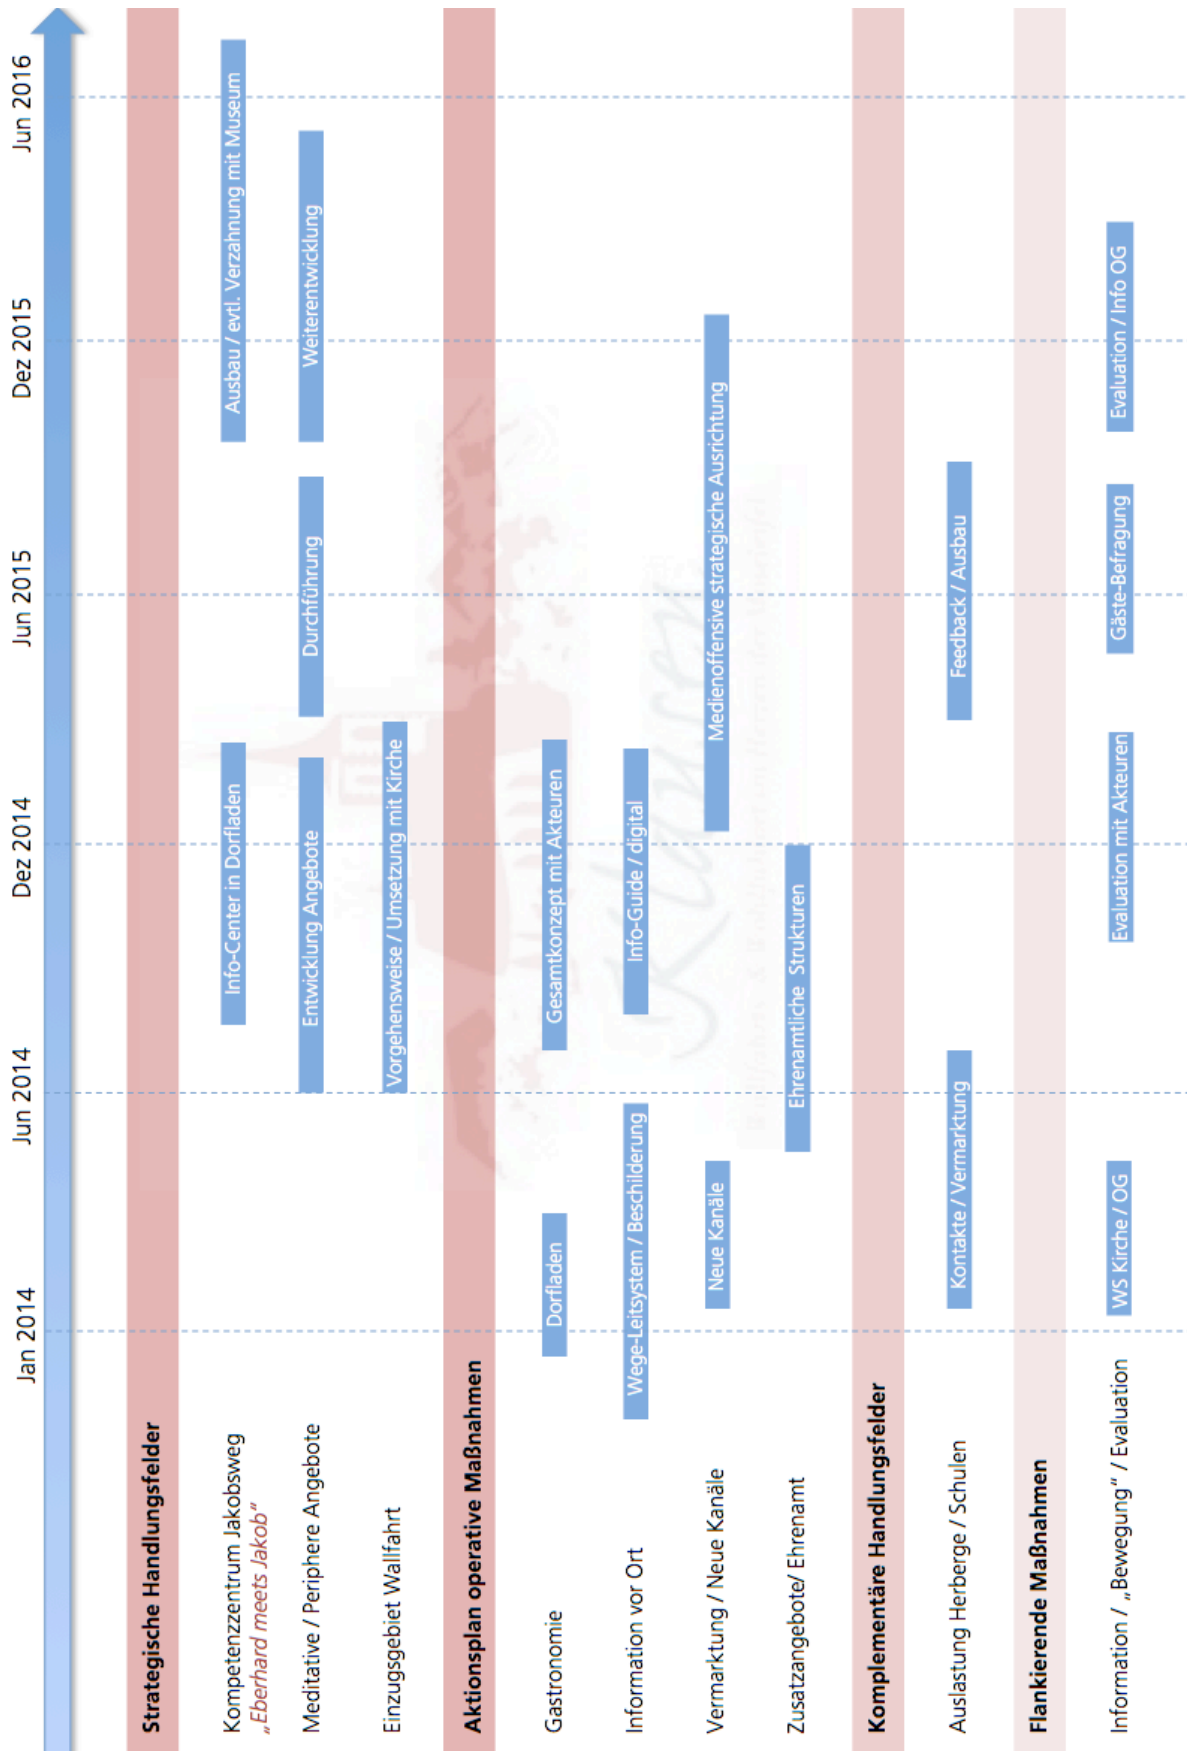 Jan 2014
Jun 2014
Dez 2014
Jun 2015
Dez 2015
Jun 2016
Strategische Handlungsfelder
Kompetenzzentrum Jakobsweg
„Eberhard meets Jakob“
Info-Center in Dorfladen
Ausbau / evtl. Verzahnung mit Museum
Meditative / Periphere Angebote
Entwicklung Angebote
Durchführung
Weiterentwicklung
Einzugsgebiet Wallfahrt
Vorgehensweise / Umsetzung mit Kirche
Aktionsplan operative Maßnahmen
Gastronomie
Dorfladen
Gesamtkonzept mit Akteuren
Information vor Ort
Wege-Leitsystem / Beschilderung
Info-Guide / digital
Vermarktung / Neue Kanäle
Neue Kanäle
Medienoffensive strategische Ausrichtung
Zusatzangebote/ Ehrenamt
Ehrenamtliche Strukturen
Komplementäre Handlungsfelder
Auslastung Herberge / Schulen
Kontakte / Vermarktung
Feedback / Ausbau
Flankierende Maßnahmen
Information / „Bewegung“ / Evaluation
WS Kirche / OG
Evaluation mit Akteuren
Gäste-Befragung
Evaluation / Info OG
Klausen